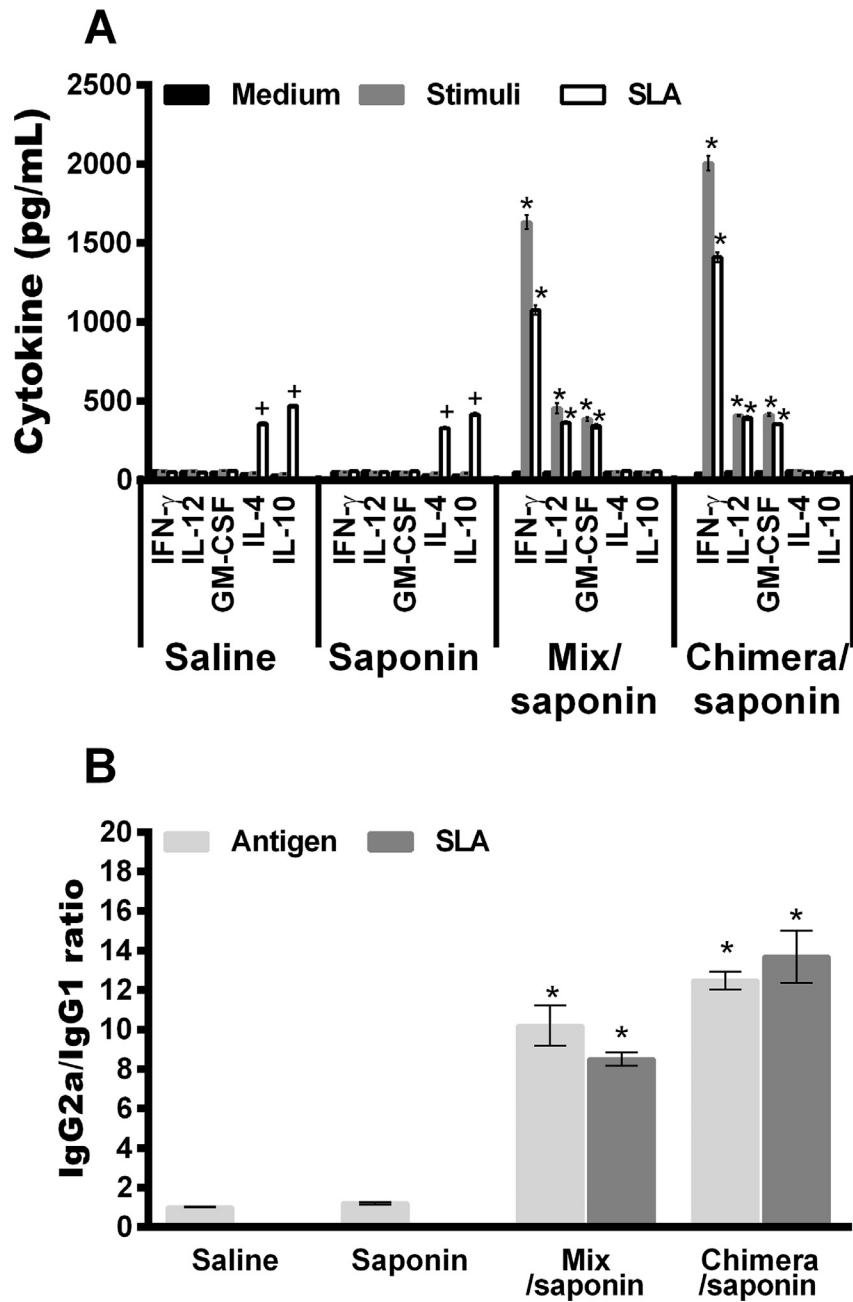 A
Medium Stimuli SLA
Cytokine (pg/mL)
2500
2000
1500
1000
500
0
* * * * * * * * * * * *
+ + + +
IFN-γ IL-12 GM-CSF IL-4 IL-10 IFN-γ IL-12 GM-CSF IL-4 IL-10 IFN-γ IL-12 GM-CSF IL-4 IL-10 IFN-γ IL-12 GM-CSF IL-4 IL-10
Saline Saponin Mix/ Chimera/
saponin saponin
B
Antigen SLA
IgG2a/IgG1 ratio
20
18
16
14
12
10
8
6
4
2
0
* * * *
Saline Saponin Mix Chimera
/saponin /saponin